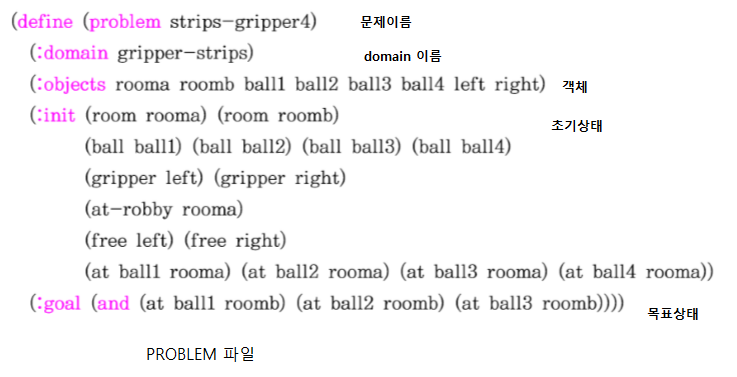 (define (problem strips-gripper4) 문제이름
(:domain gripper-strips) domain 이름
(:objects rooma roomb ball1 ball2 ball3 ball4 left right) 객체
(:init (room rooma) (room roomb) 초기상태
(ball ball1) (ball ball2) (ball ball3) (ball ball4)
(gripper left) (gripper right)
(at-robby rooma)
(free left) (free right)
(at ball1 rooma) (at ball2 rooma) (at ball3 rooma) (at ball4 rooma))
(:goal (and (at ball1 roomb) (at ball2 roomb) (at ball3 roomb)))) 목표상태
PROBLEM 파일